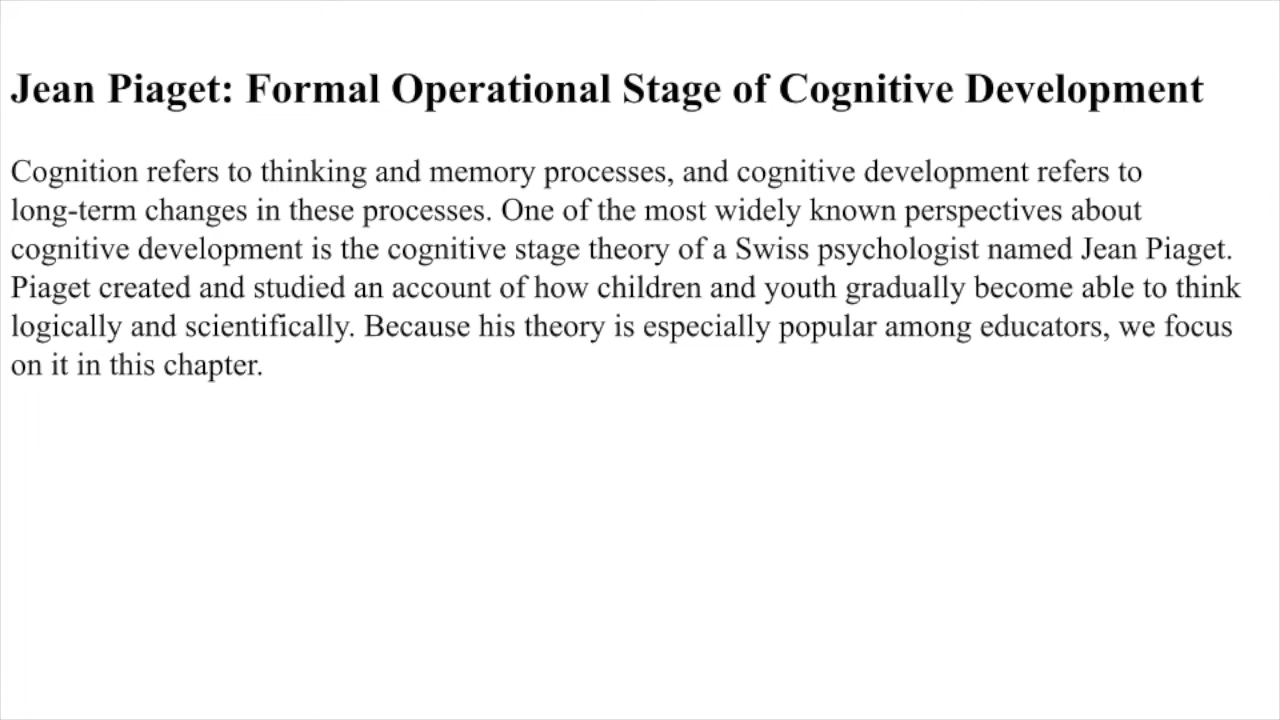 Jean Piaget: Formal Operational Stage of Cognitive Development
Cognition refers to thinking and memory processes, and cognitive development refers to
long-term changes in these processes. One of the most widely known perspectives about
cognitive development is the cognitive stage theory of a Swiss psychologist named Jean Piaget.
Piaget created and studied an account of how children and youth gradually become able to think
logically and scientifically. Because his theory is especially popular among educators, we focus
on it in this chapter.